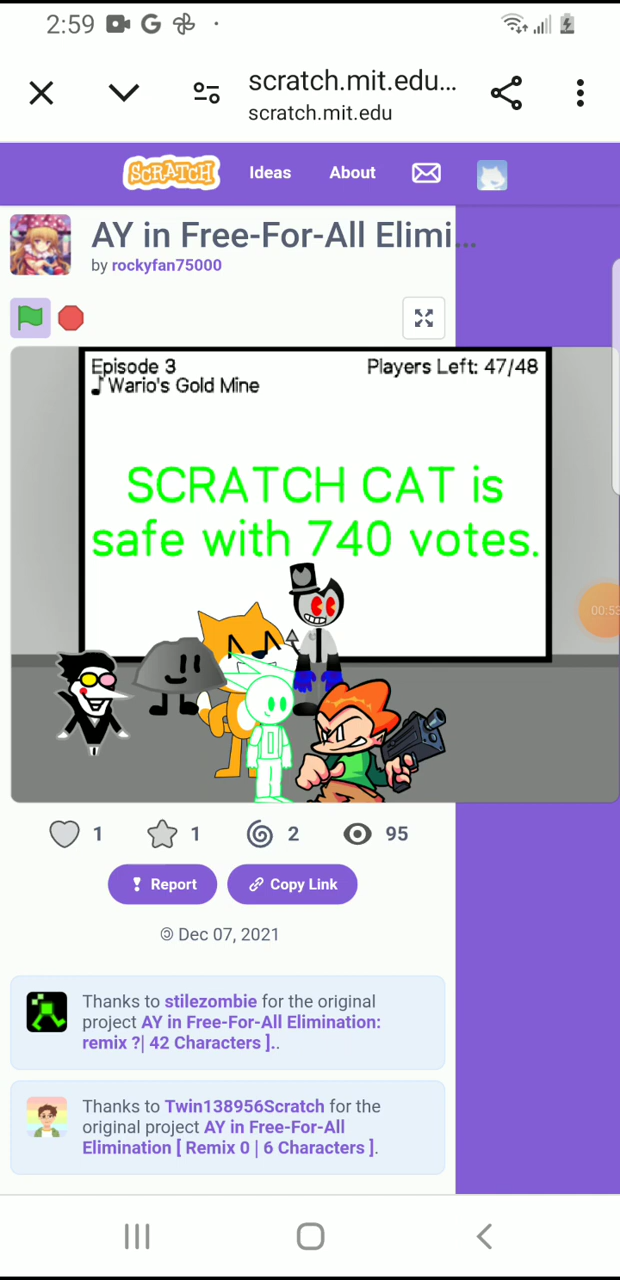 2:59
scratch.mit.edu...
scratch.mit.edu
SCRATCH
Ideas
About
AY in Free-For-All Elimi...
by rockyfan75000
Episode 3
Players Left: 47/48
Wario's Gold Mine
SCRATCH CAT is
safe with 740 votes.
1
1
2
95
Report
Copy Link
Dec 07, 2021
Thanks to stilezombie for the original
project AY in Free-For-All Elimination:
remix ?| 42 Characters ]..
Thanks to Twin138956Scratch for the
original project AY in Free-For-All
Elimination [ Remix 0 | 6 Characters ].